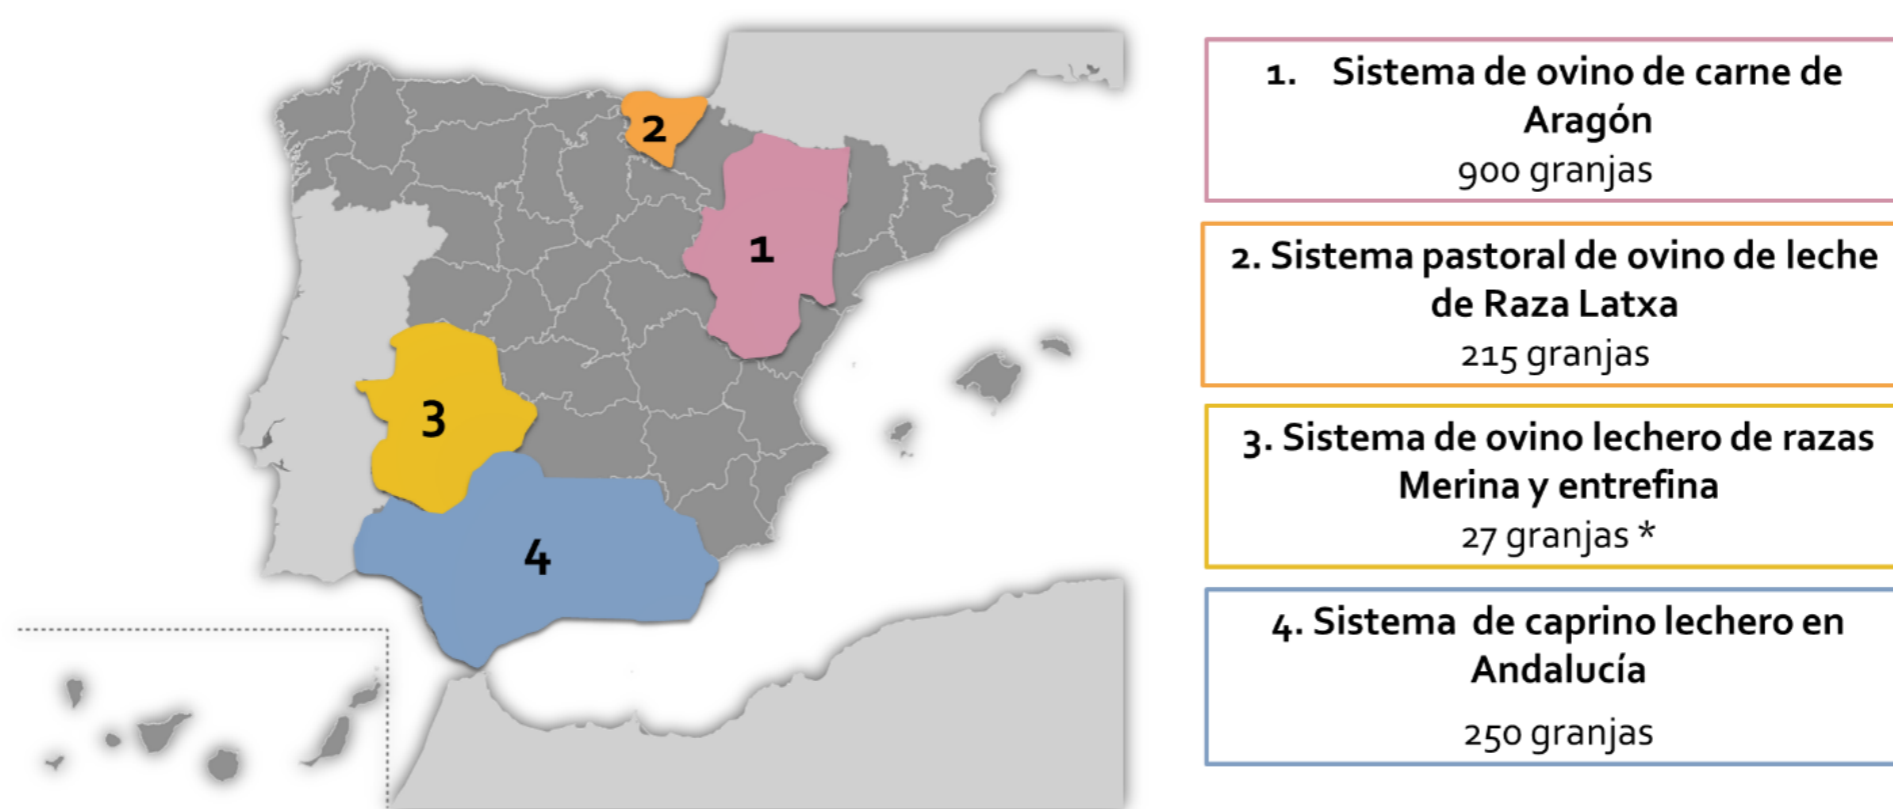 2
1
3
4
1. Sistema de ovino de carne de
Aragón
900 granjas
2. Sistema pastoral de ovino de leche
de Raza Latxa
215 granjas
3. Sistema de ovino lechero de razas
Merina y entrefina
27 granjas *
4. Sistema de caprino lechero en
Andalucía
250 granjas